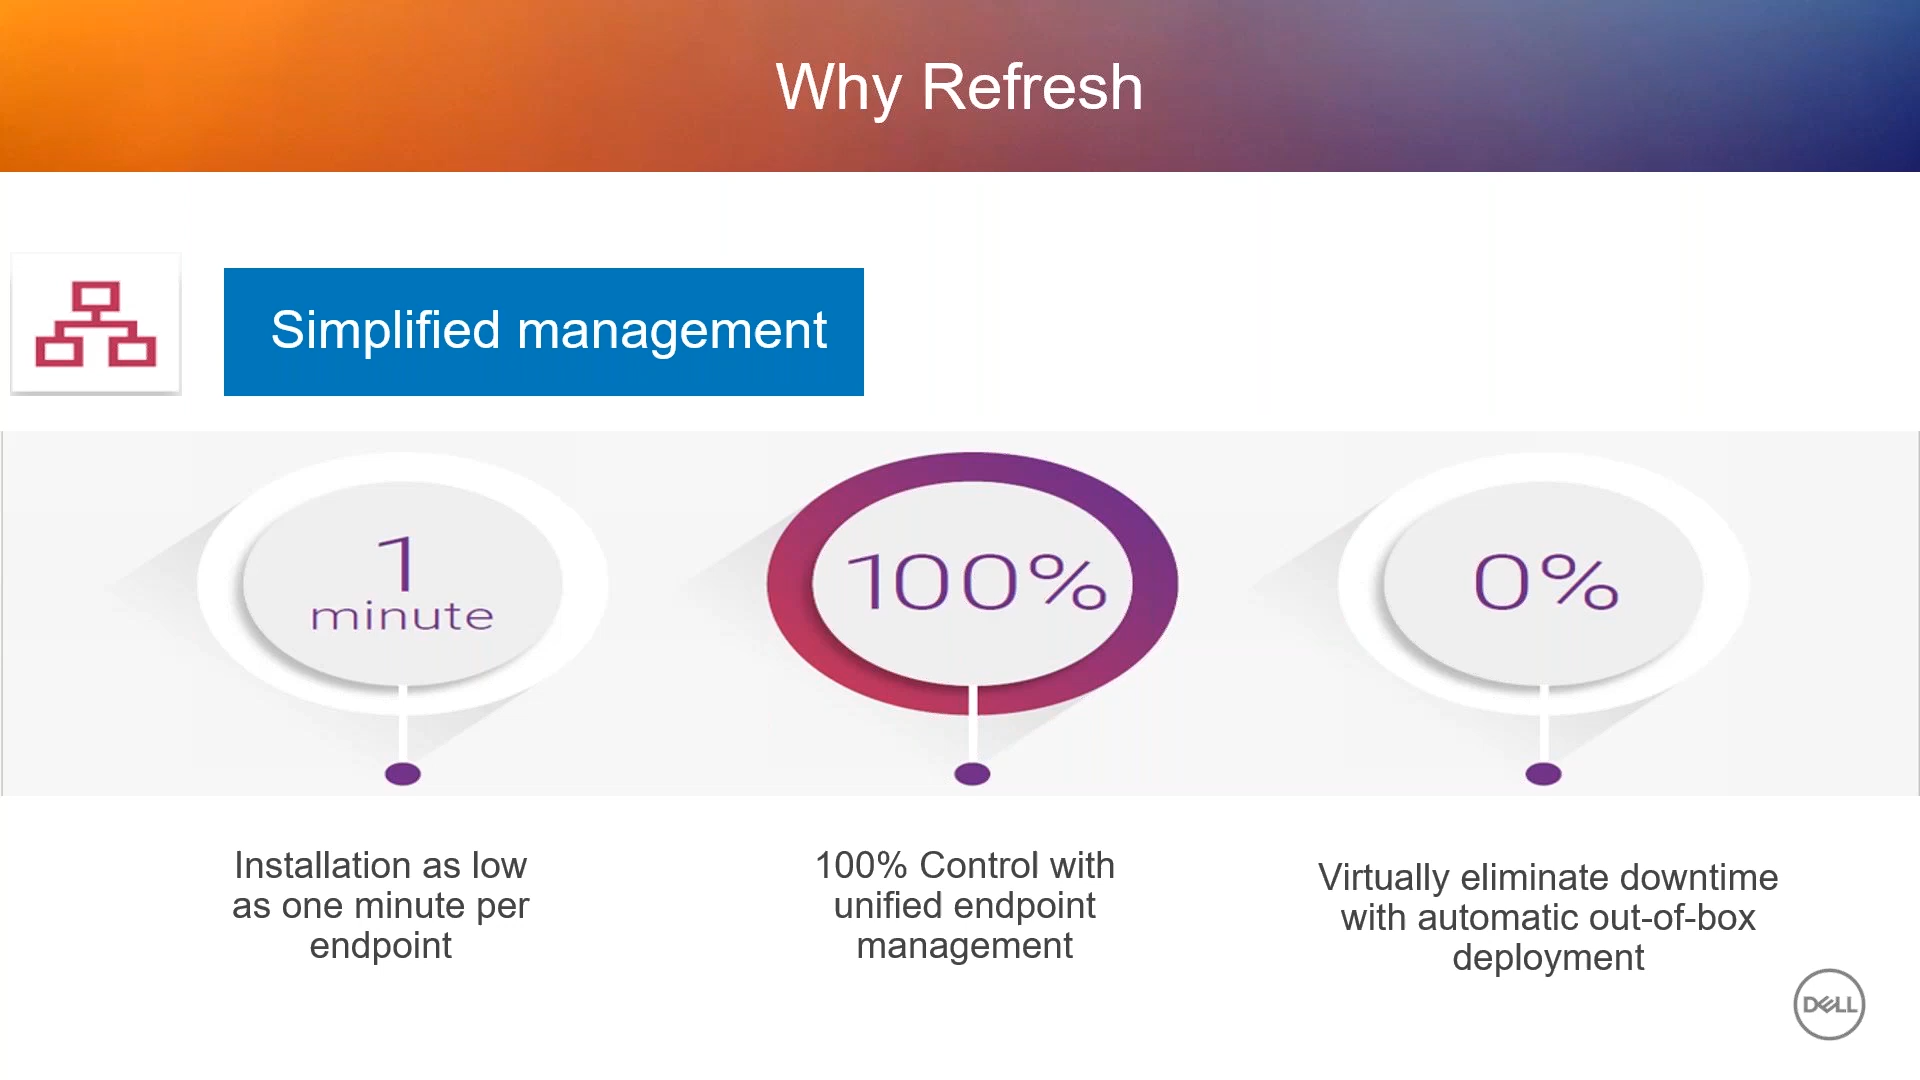 Why Refresh
Simplified management
1
minute
100%
0%
Installation as low
as one minute per
endpoint
100% Control with
unified endpoint
management
Virtually eliminate downtime
with automatic out-of-box
deployment
DELL